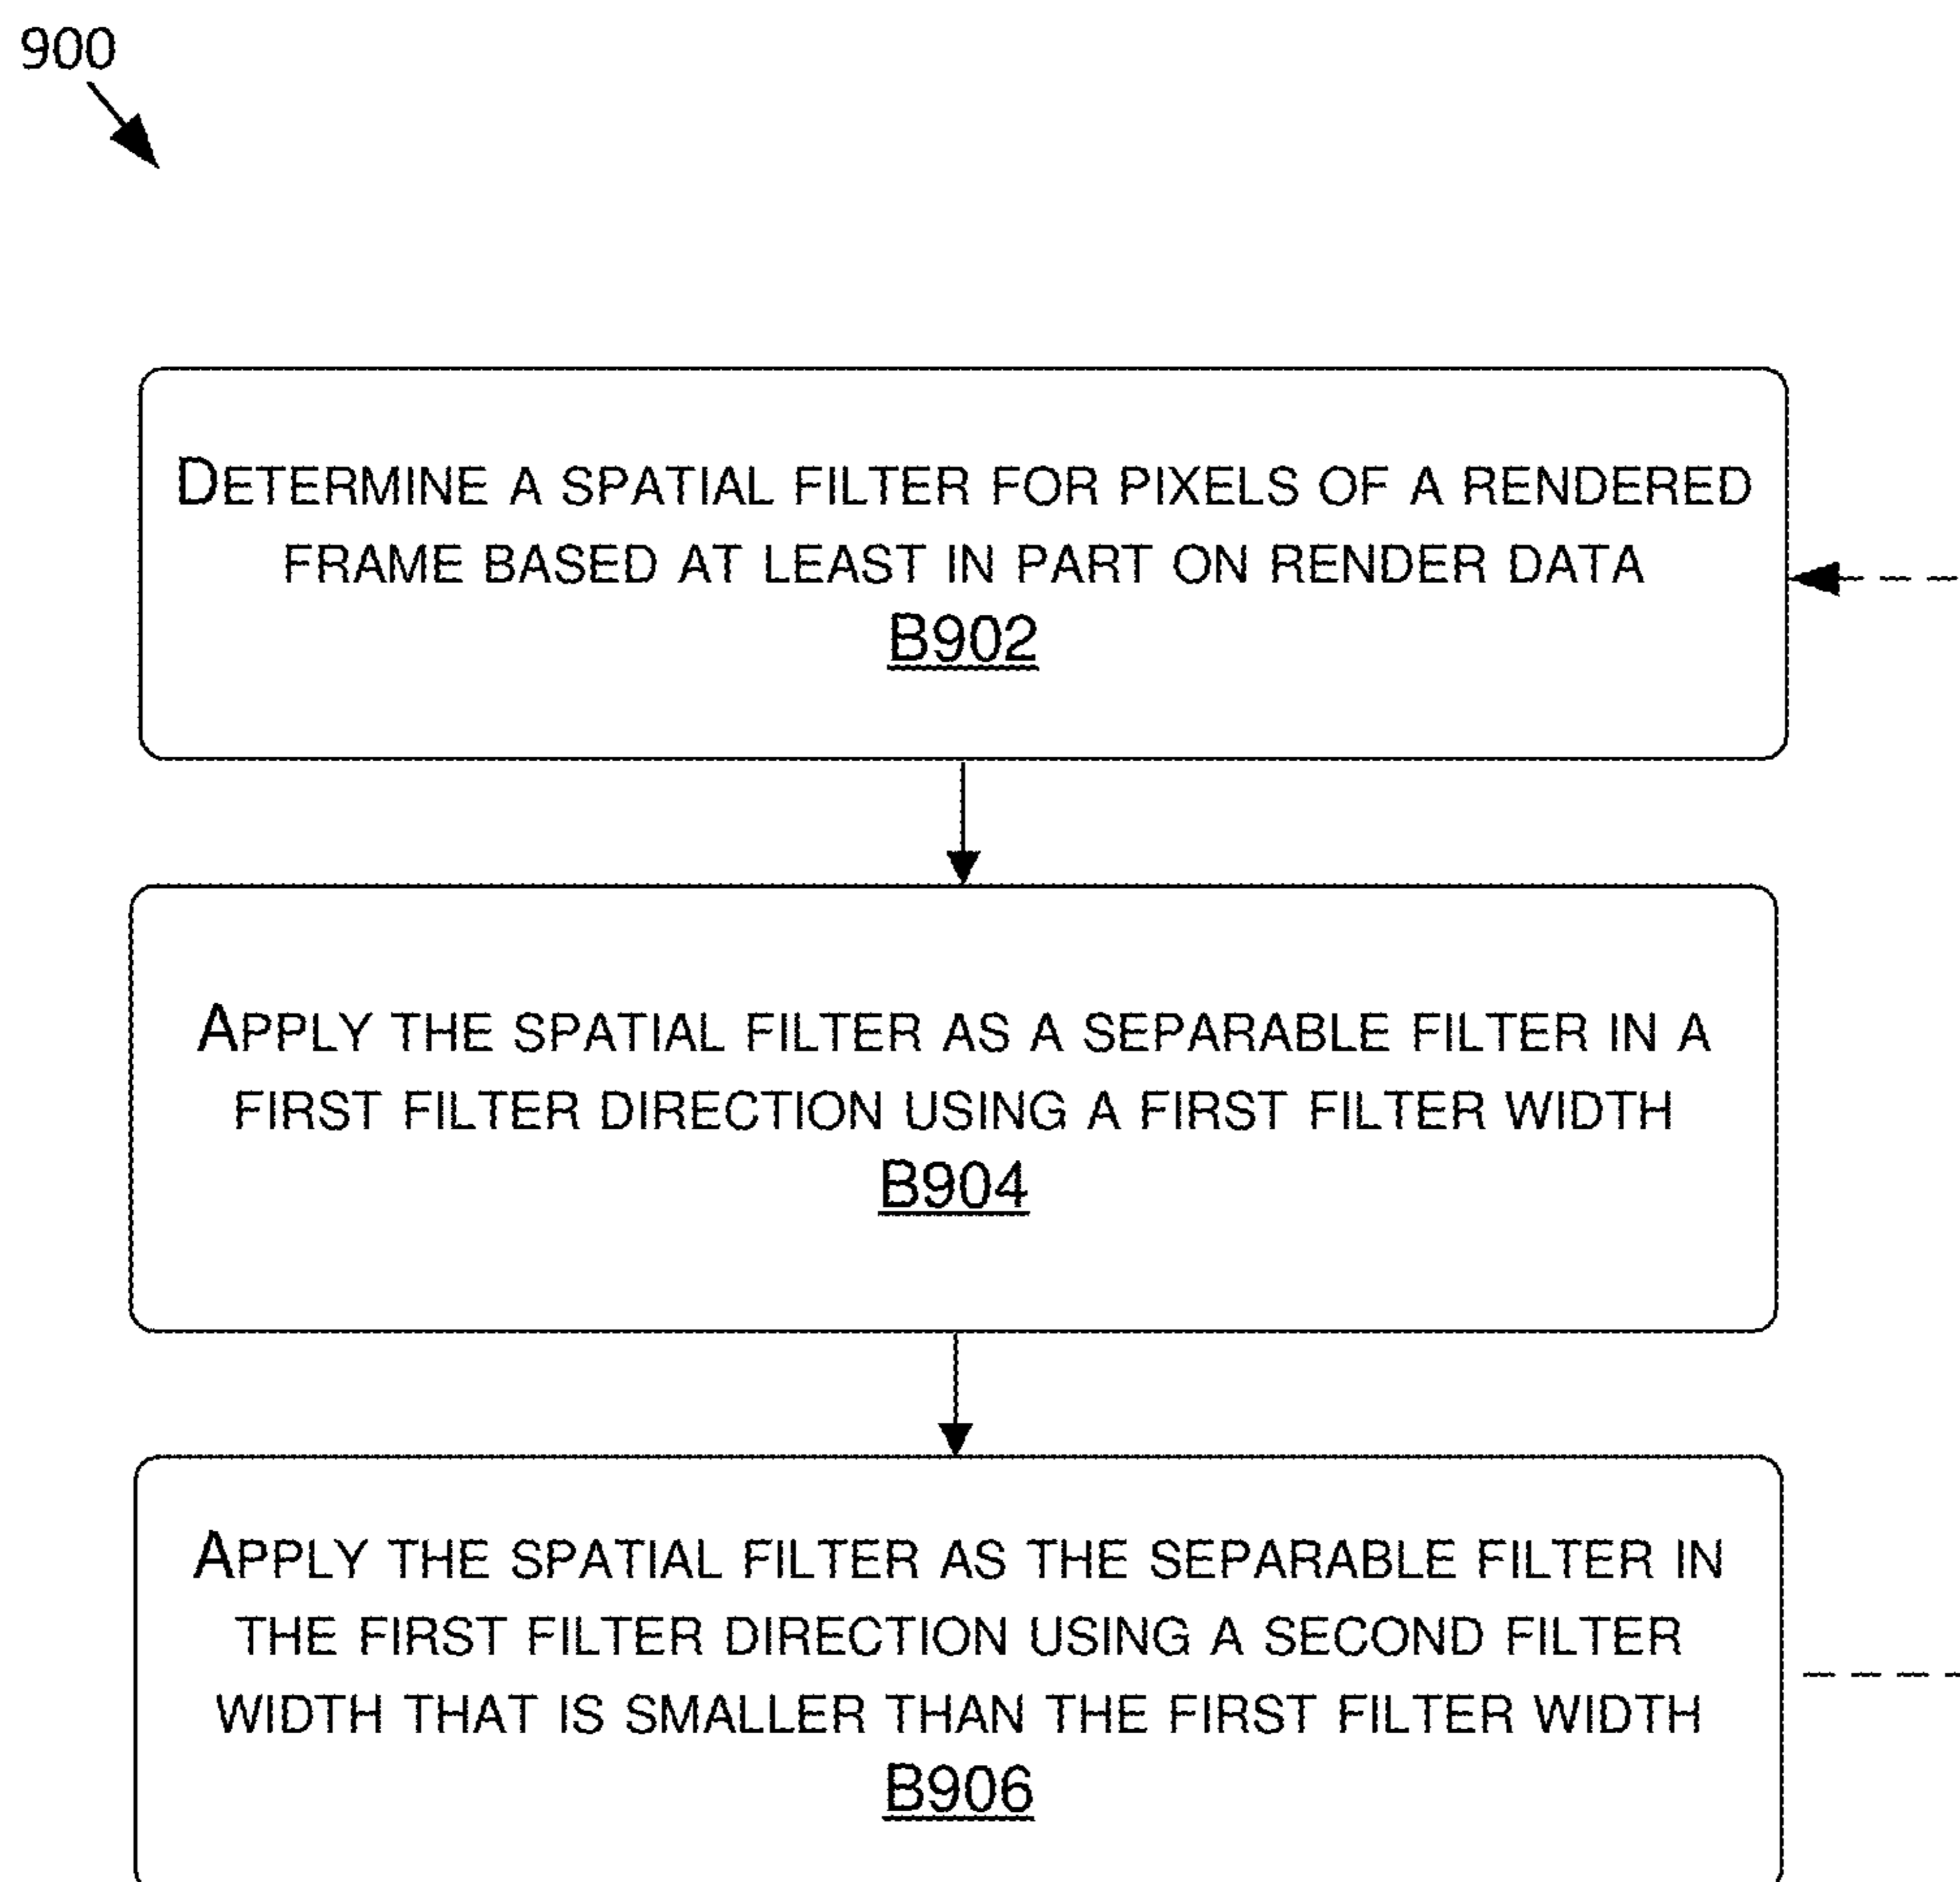 900
DETERMINE A SPATIAL FILTER FOR PIXELS OF A RENDERED
FRAME BASED AT LEAST IN PART ON RENDER DATA
B902
APPLY THE SPATIAL FILTER AS A SEPARABLE FILTER IN A
FIRST FILTER DIRECTION USING A FIRST FILTER WIDTH
B904
APPLY THE SPATIAL FILTER AS THE SEPARABLE FILTER IN
THE FIRST FILTER DIRECTION USING A SECOND FILTER
WIDTH THAT IS SMALLER THAN THE FIRST FILTER WIDTH
B906